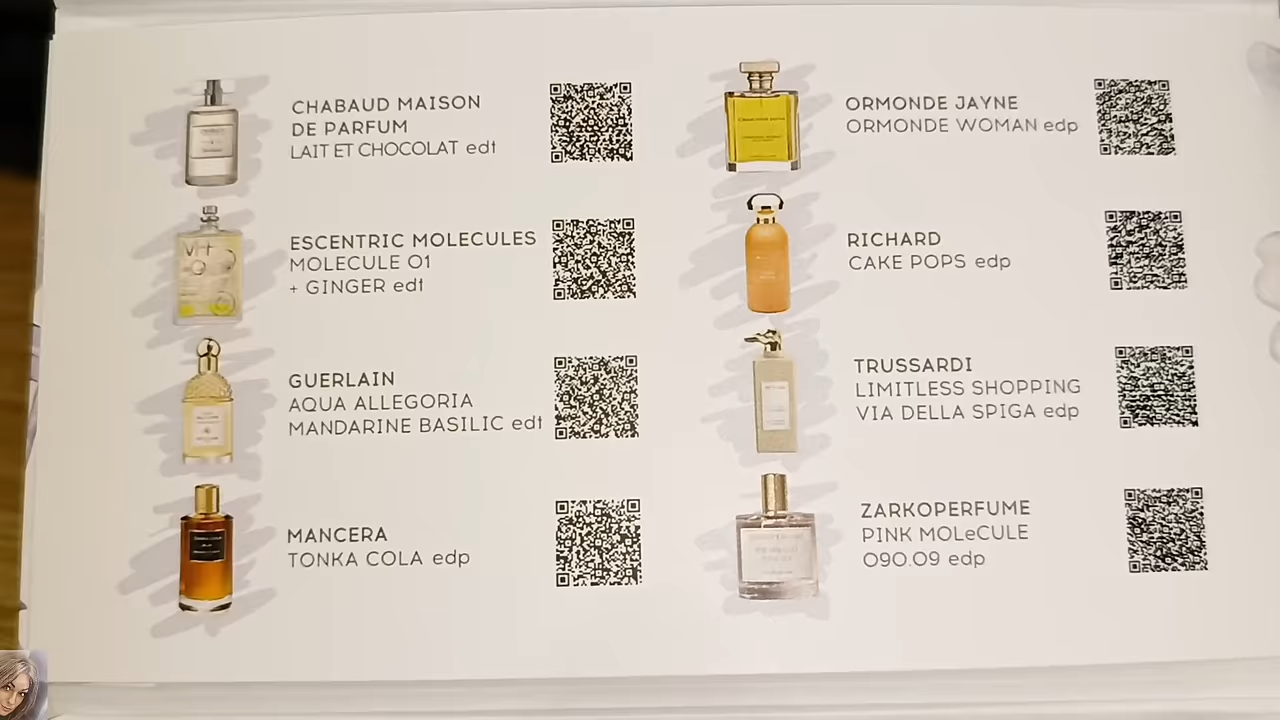 CHABAUD MAISON
DE PARFUM
LAIT ET CHOCOLAT edt
ESCENTRIC MOLECULES
MOLECULE 01
+ GINGER edt
GUERLAIN
AQUA ALLEGORIA
MANDARINE BASILIC edt
MANCERA
TONKA COLA edp
ORMONDE JAYNE
ORMONDE WOMAN edp
RICHARD
CAKE POPS edp
TRUSSARDI
LIMITLESS SHOPPING
VIA DELLA SPIGA edp
ZARKOPERFUME
PINK MOLeCULE
090.09 edp